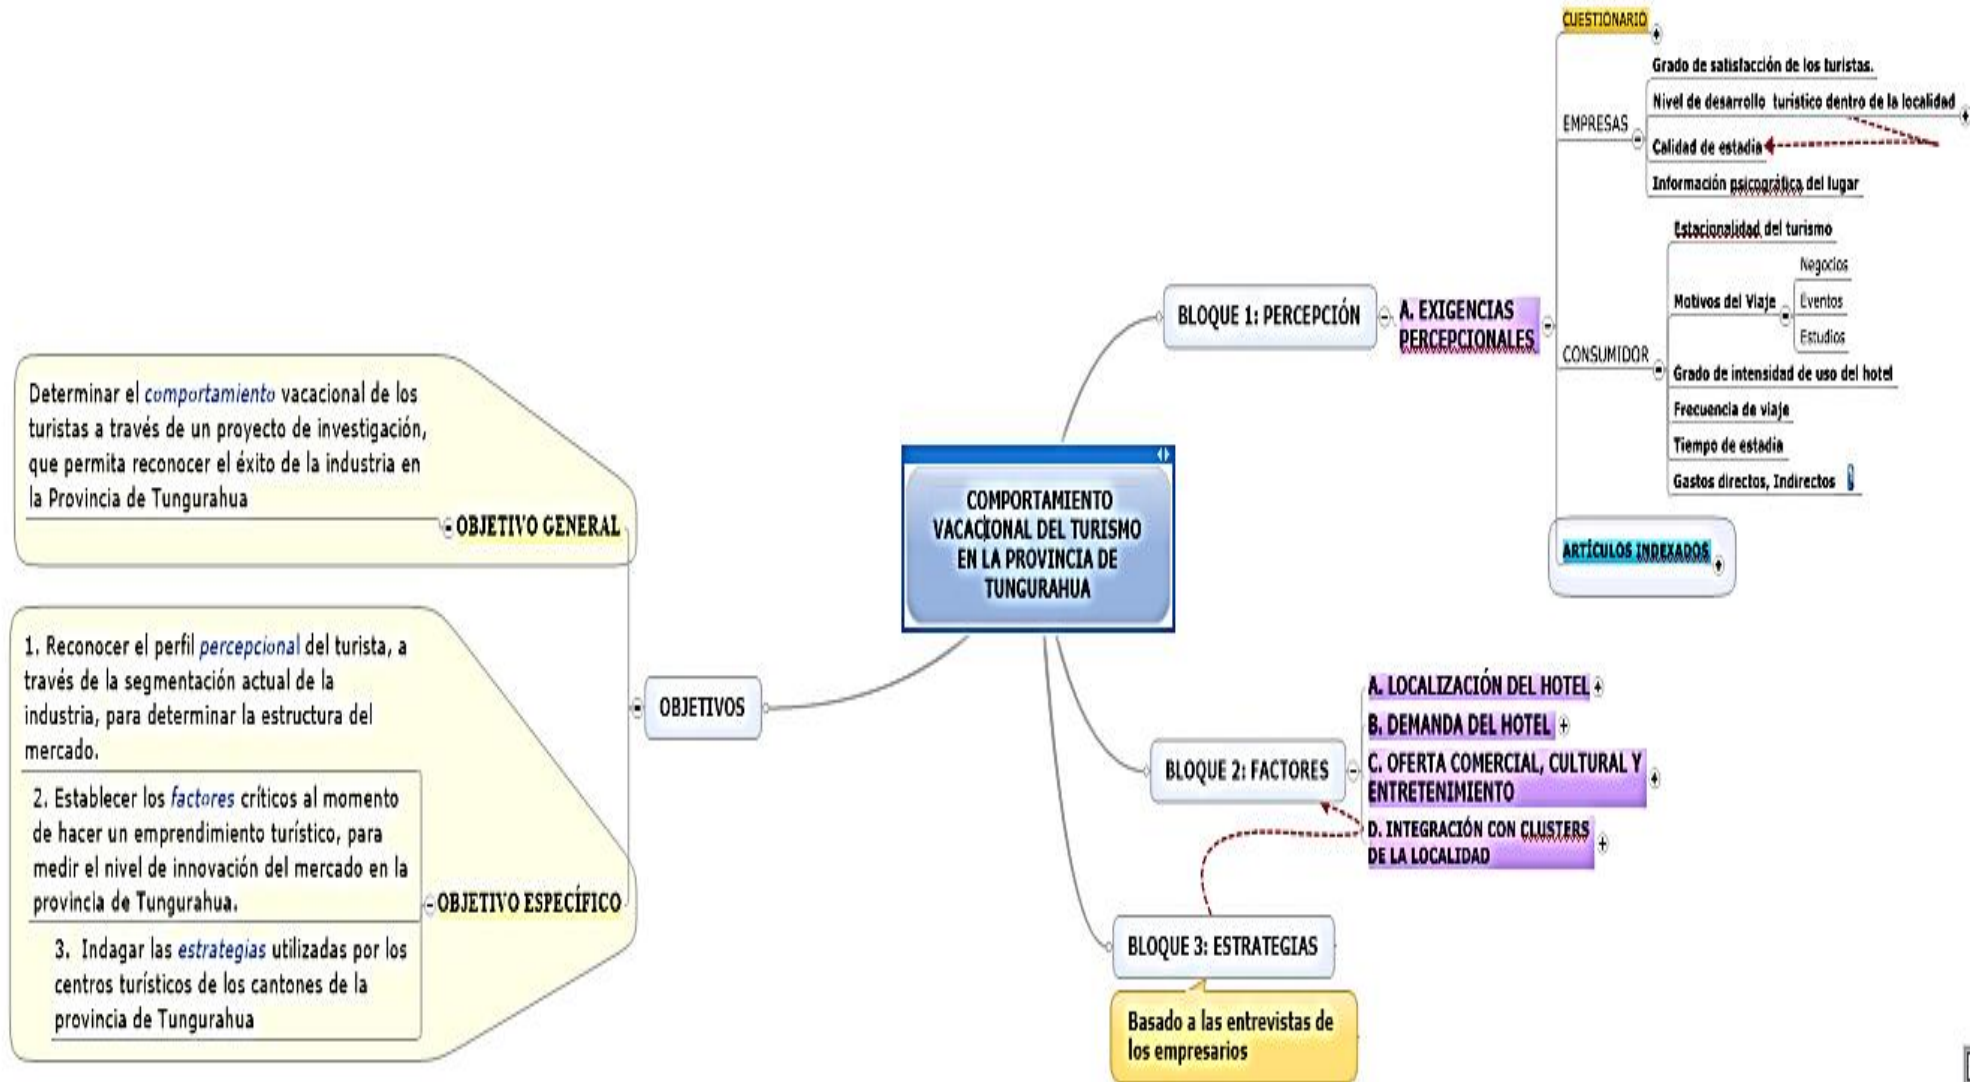 COMPORTAMIENTO
VACACIONAL DEL TURISMO
EN LA PROVINCIA DE
TUNGURAHUA
OBJETIVOS
OBJETIVO GENERAL
Determinar el comportamiento vacacional de los
turistas a través de un proyecto de investigación,
que permita reconocer el éxito de la industria en
la Provincia de Tungurahua
OBJETIVO ESPECÍFICO
1. Reconocer el perfil percepcional del turista, a
través de la segmentación actual de la
industria, para determinar la estructura del
mercado.
2. Establecer los factores críticos al momento
de hacer un emprendimiento turístico, para
medir el nivel de innovación del mercado en la
provincia de Tungurahua.
3. Indagar las estrategias utilizadas por los
centros turísticos de los cantones de la
provincia de Tungurahua
BLOQUE 1: PERCEPCIÓN
A. EXIGENCIAS
PERCEPCIONALES
CUESTIONARIO
EMPRESAS
Grado de satisfacción de los turistas.
Nivel de desarrollo turistico dentro de la localidad
Calidad de estadia
Información psicográfica del lugar
CONSUMIDOR
Estacionalidad del turismo
Motivos del Viaje
Negocios
Eventos
Estudios
Grado de intensidad de uso del hotel
Frecuencia de viaje
Tiempo de estadia
Gastos directos, Indirectos
ARTÍCULOS INDEXADOS
BLOQUE 2: FACTORES
A. LOCALIZACIÓN DEL HOTEL
B. DEMANDA DEL HOTEL
C. OFERTA COMERCIAL, CULTURAL Y
ENTRETENIMIENTO
D. INTEGRACIÓN CON CLUSTERS
DE LA LOCALIDAD
BLOQUE 3: ESTRATEGIAS
Basado a las entrevistas de
los empresarios